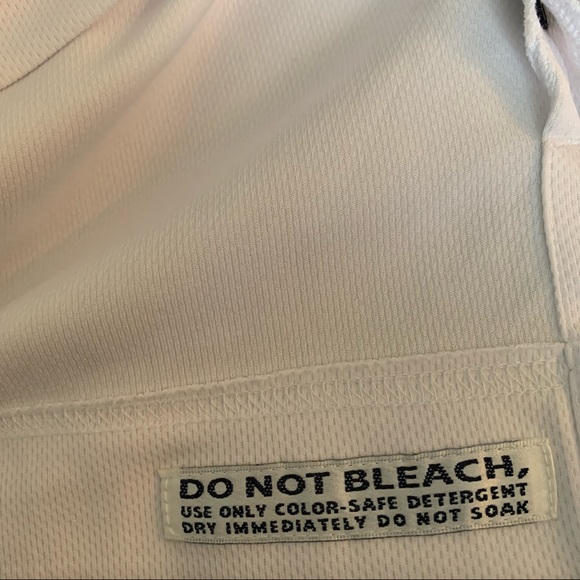 DO NOT BLEACH,
USE ONLY COLOR-SAFE DETERGENT
DRY IMMEDIATELY DO NOT SOAK